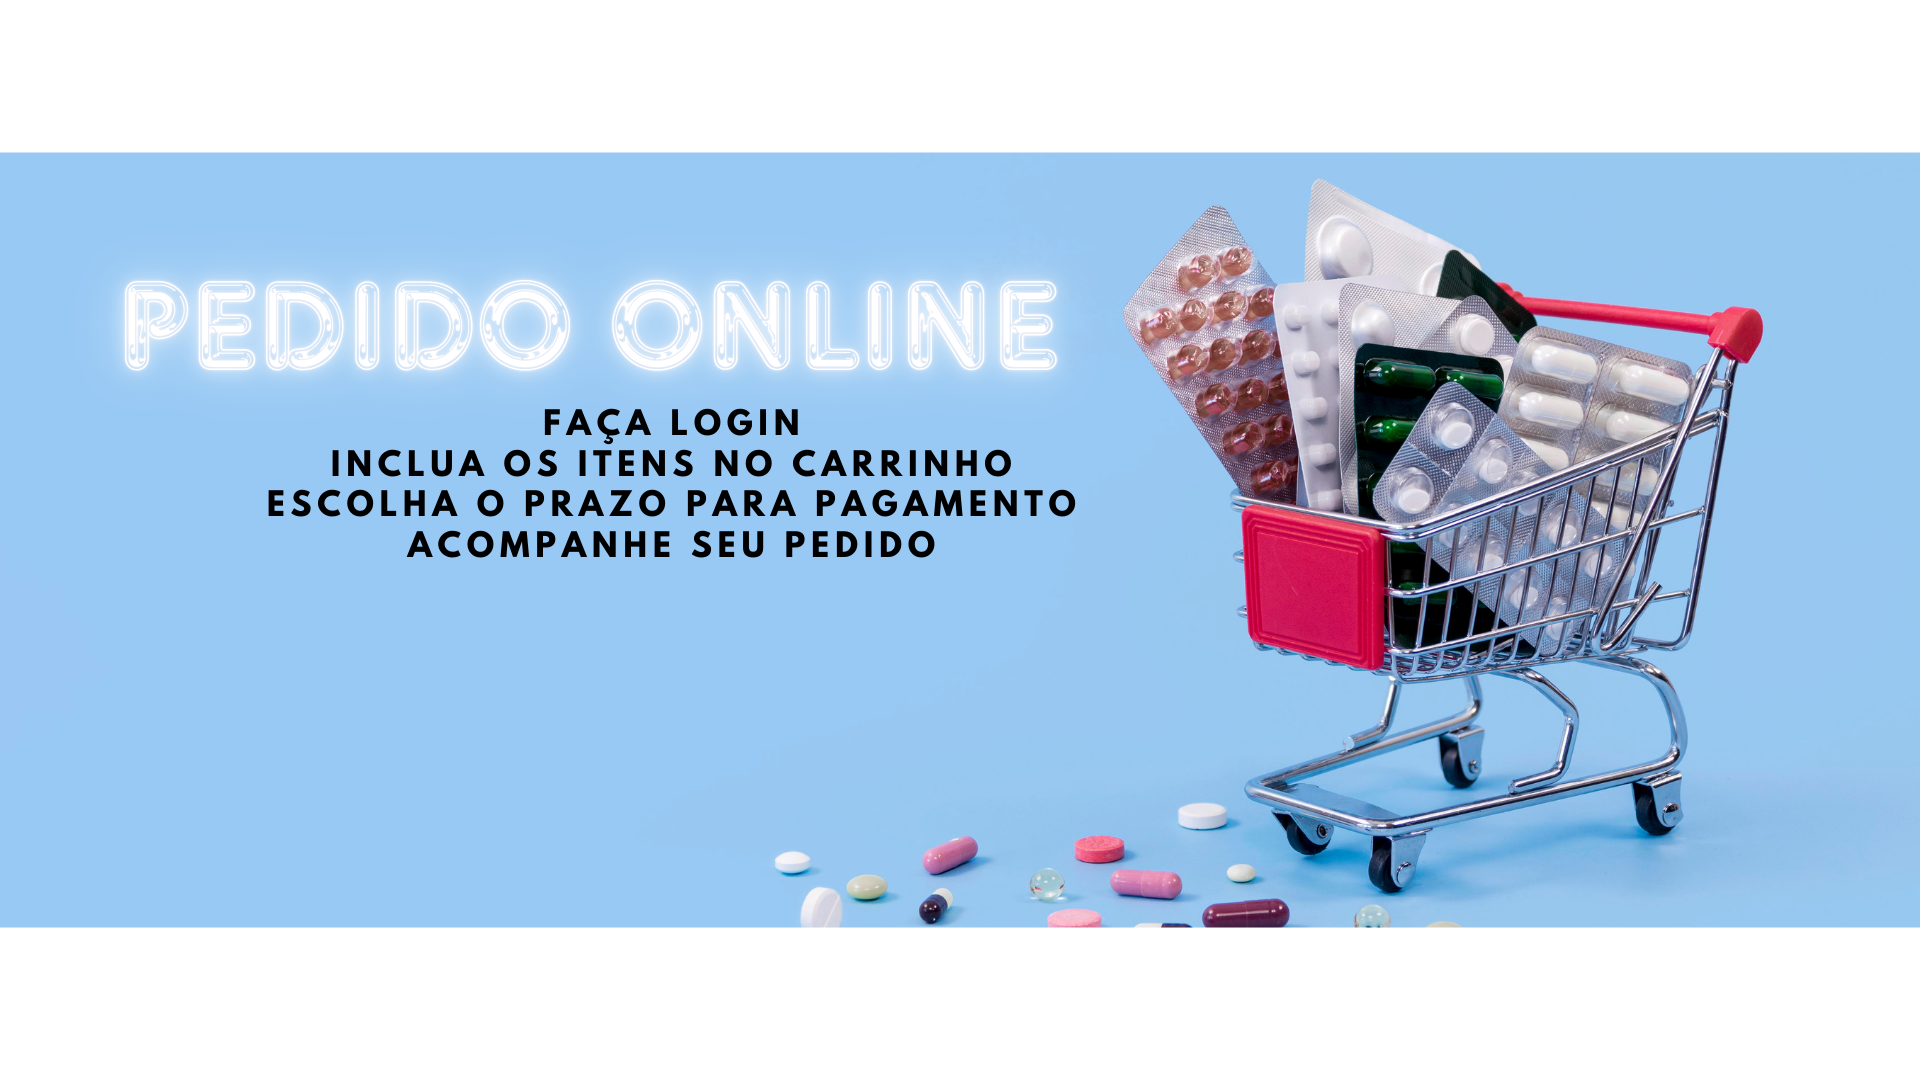 PEDIDO ONLINE
FAÇA LOGIN
INCLUA OS ITENS NO CARRINHO
ESCOLHA O PRAZO PARA PAGAMENTO
ACOMPANHE SEU PEDIDO